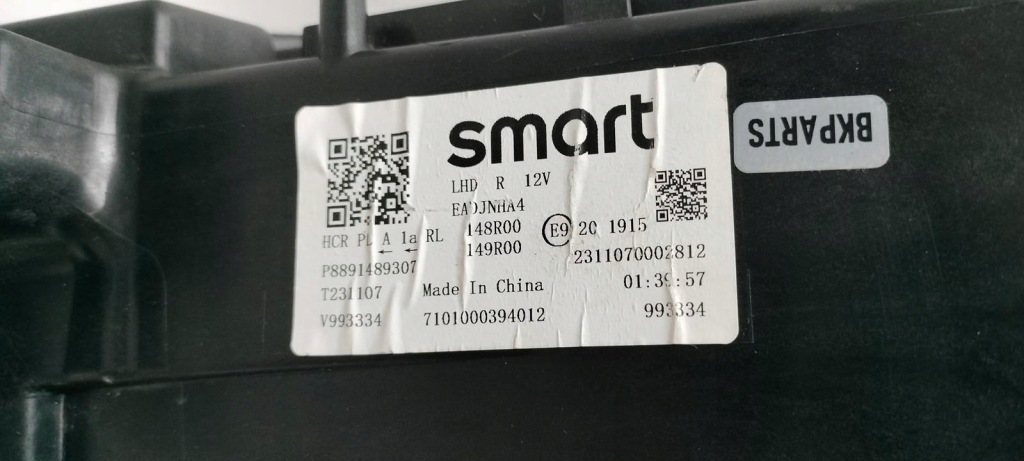 smart
LHD R 12V
EADJNHA4
HCR PL A 1a RL
148R00
149R00
E9 20 1915
P8891489307
2311070002812
T231107
Made In China
01:39:57
V993334
7101000394012
993334
BKPARTS